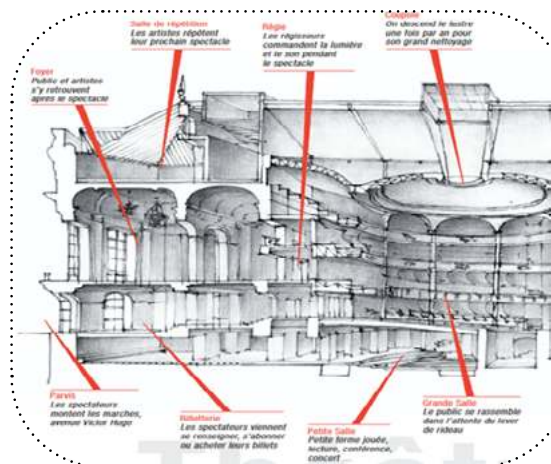 Salle de répétition
Les artistes répètent
leur prochain spectacle
Régie
Les régisseurs
commandent la lumière
et le son pendant
le spectacle
Coupole
On descend le lustre
une fois par an pour
son grand nettoyage
Foyer
Public et artistes
s'y retrouvent
après le spectacle
Parvis
Les spectateurs
montent les marches,
avenue Victor Hugo
Billetterie
Les spectateurs viennent
se renseigner, s'abonner
ou acheter leurs billets
Petite Salle
Petite forme jouée,
lecture, conférence,
concert
Grande Salle
Le public se rassemble
dans l'attente du lever
de rideau